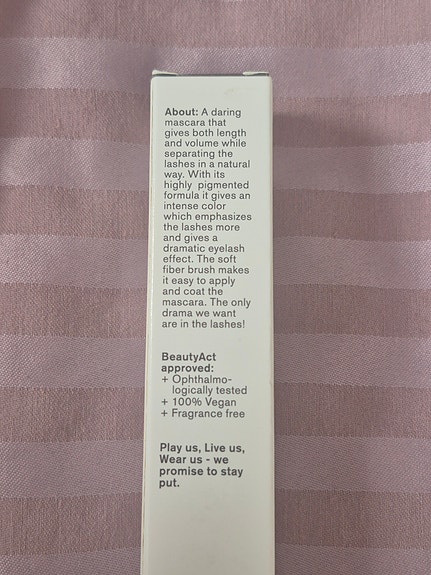 About: A daring
mascara that
gives both length
and volume while
separating the
lashes in a natural
way. With its
highly pigmented
formula it gives an
intense color
which emphasizes
the lashes more
and gives a
dramatic eyelash
effect. The soft
fiber brush makes
it easy to apply
and coat the
mascara. The only
drama we want
are in the lashes!
BeautyAct
approved:
+ Ophthalmo-
logically tested
+ 100% Vegan
+ Fragrance free
Play us, Live us,
Wear us - we
promise to stay
put.